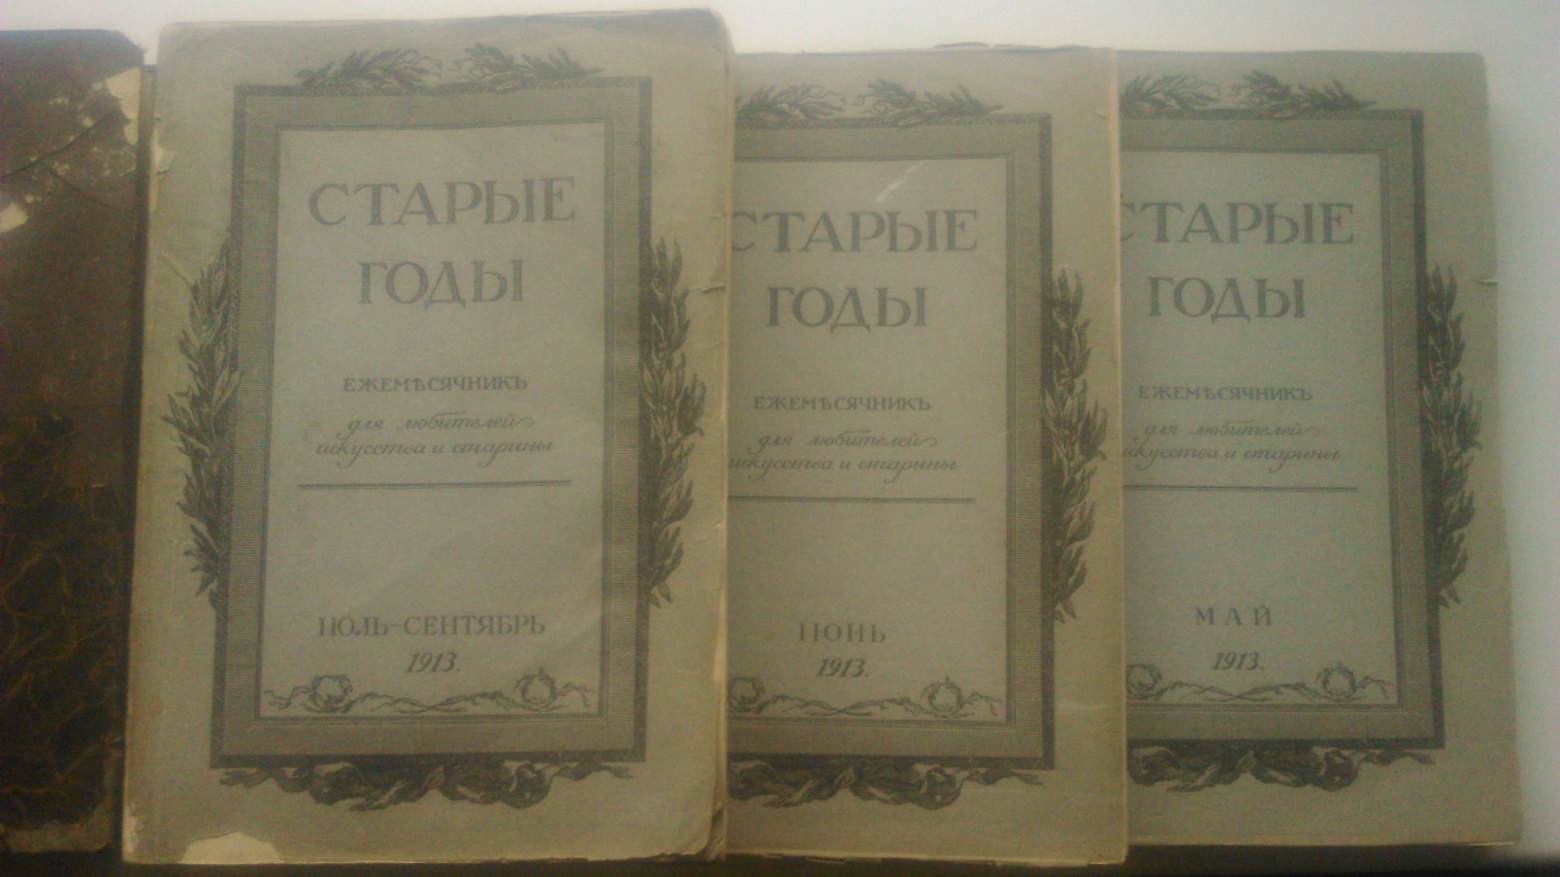 СТАРЫЕ
ГОДЫ
ЕЖЕМѢСЯЧНИКЪ
для любителей
искусства и старины
ІЮЛЬ–СЕНТЯБРЬ
1913.
СТАРЫЕ
ГОДЫ
ЕЖЕМѢСЯЧНИКЪ
для любителей
искусства и старины
ІЮНЬ
1913.
СТАРЫЕ
ГОДЫ
ЕЖЕМѢСЯЧНИКЪ
для любителей
искусства и старины
МАЙ
1913.